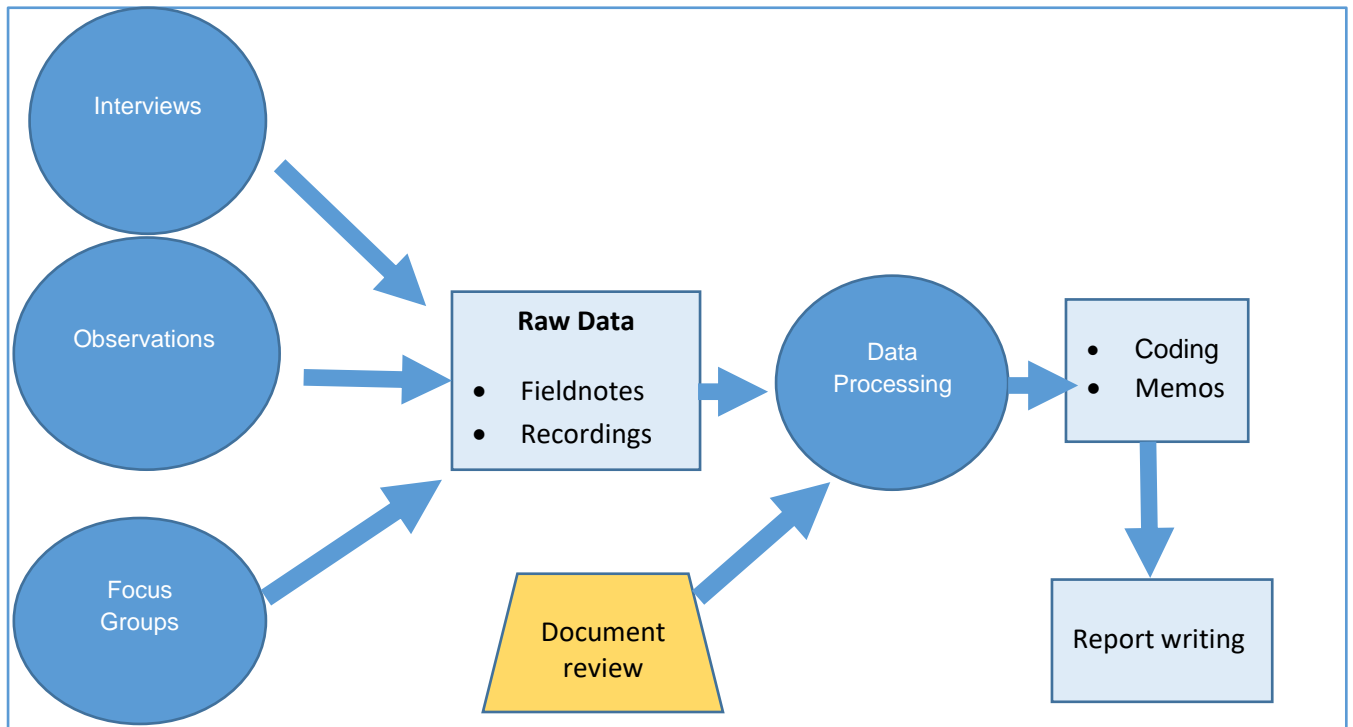 Interviews
Observations
Focus
Groups
Raw Data
• Fieldnotes
• Recordings
Document
review
Data
Processing
• Coding
• Memos
Report writing